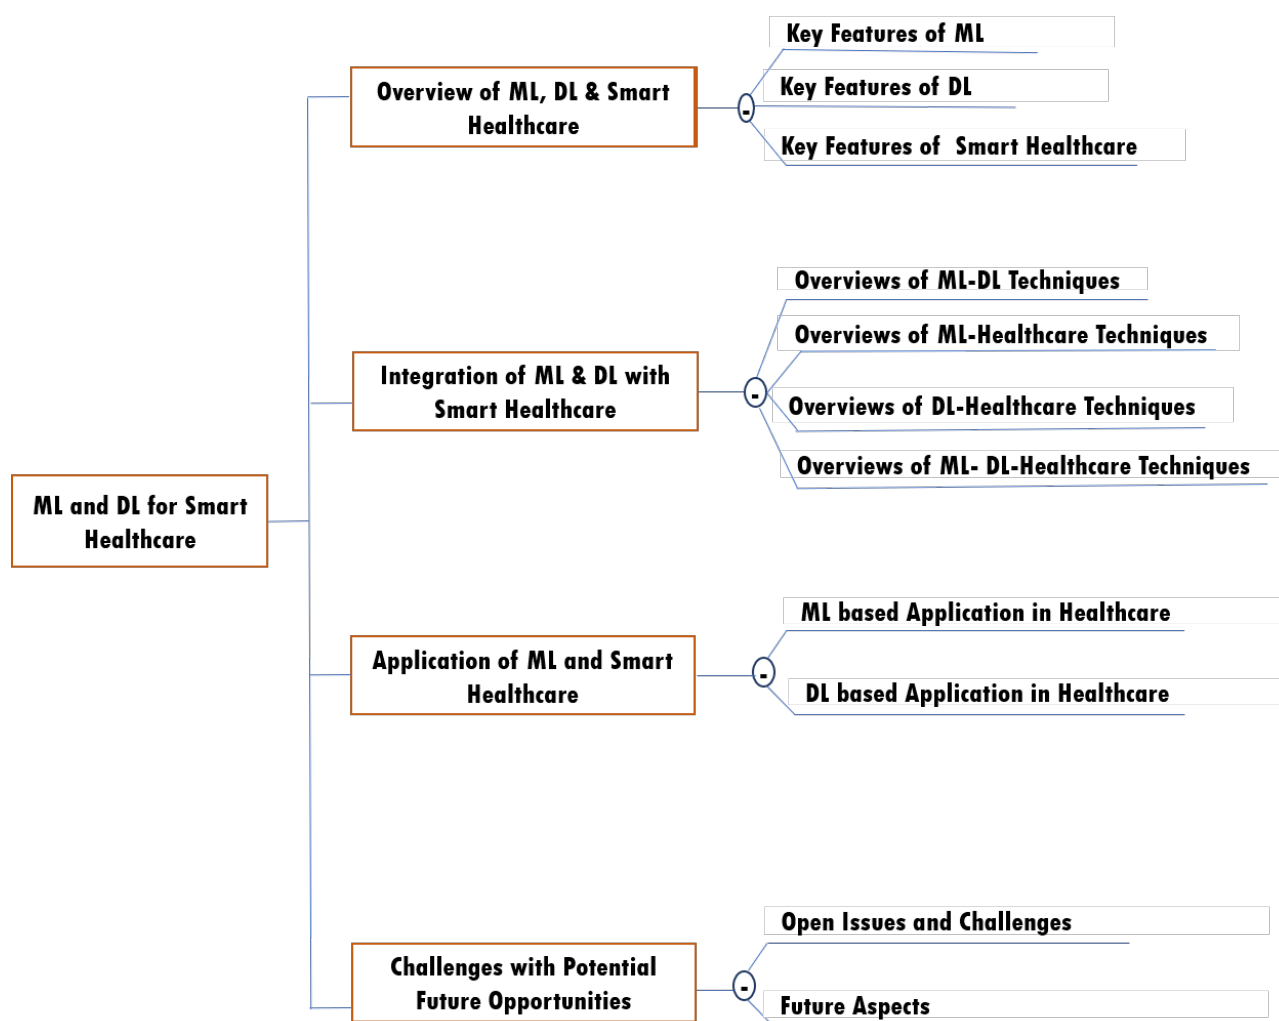 ML and DL for Smart
Healthcare
Overview of ML, DL & Smart
Healthcare
Key Features of ML
Key Features of DL
Key Features of Smart Healthcare
Integration of ML & DL with
Smart Healthcare
Overviews of ML-DL Techniques
Overviews of ML-Healthcare Techniques
Overviews of DL-Healthcare Techniques
Overviews of ML- DL-Healthcare Techniques
Application of ML and Smart
Healthcare
ML based Application in Healthcare
DL based Application in Healthcare
Challenges with Potential
Future Opportunities
Open Issues and Challenges
Future Aspects